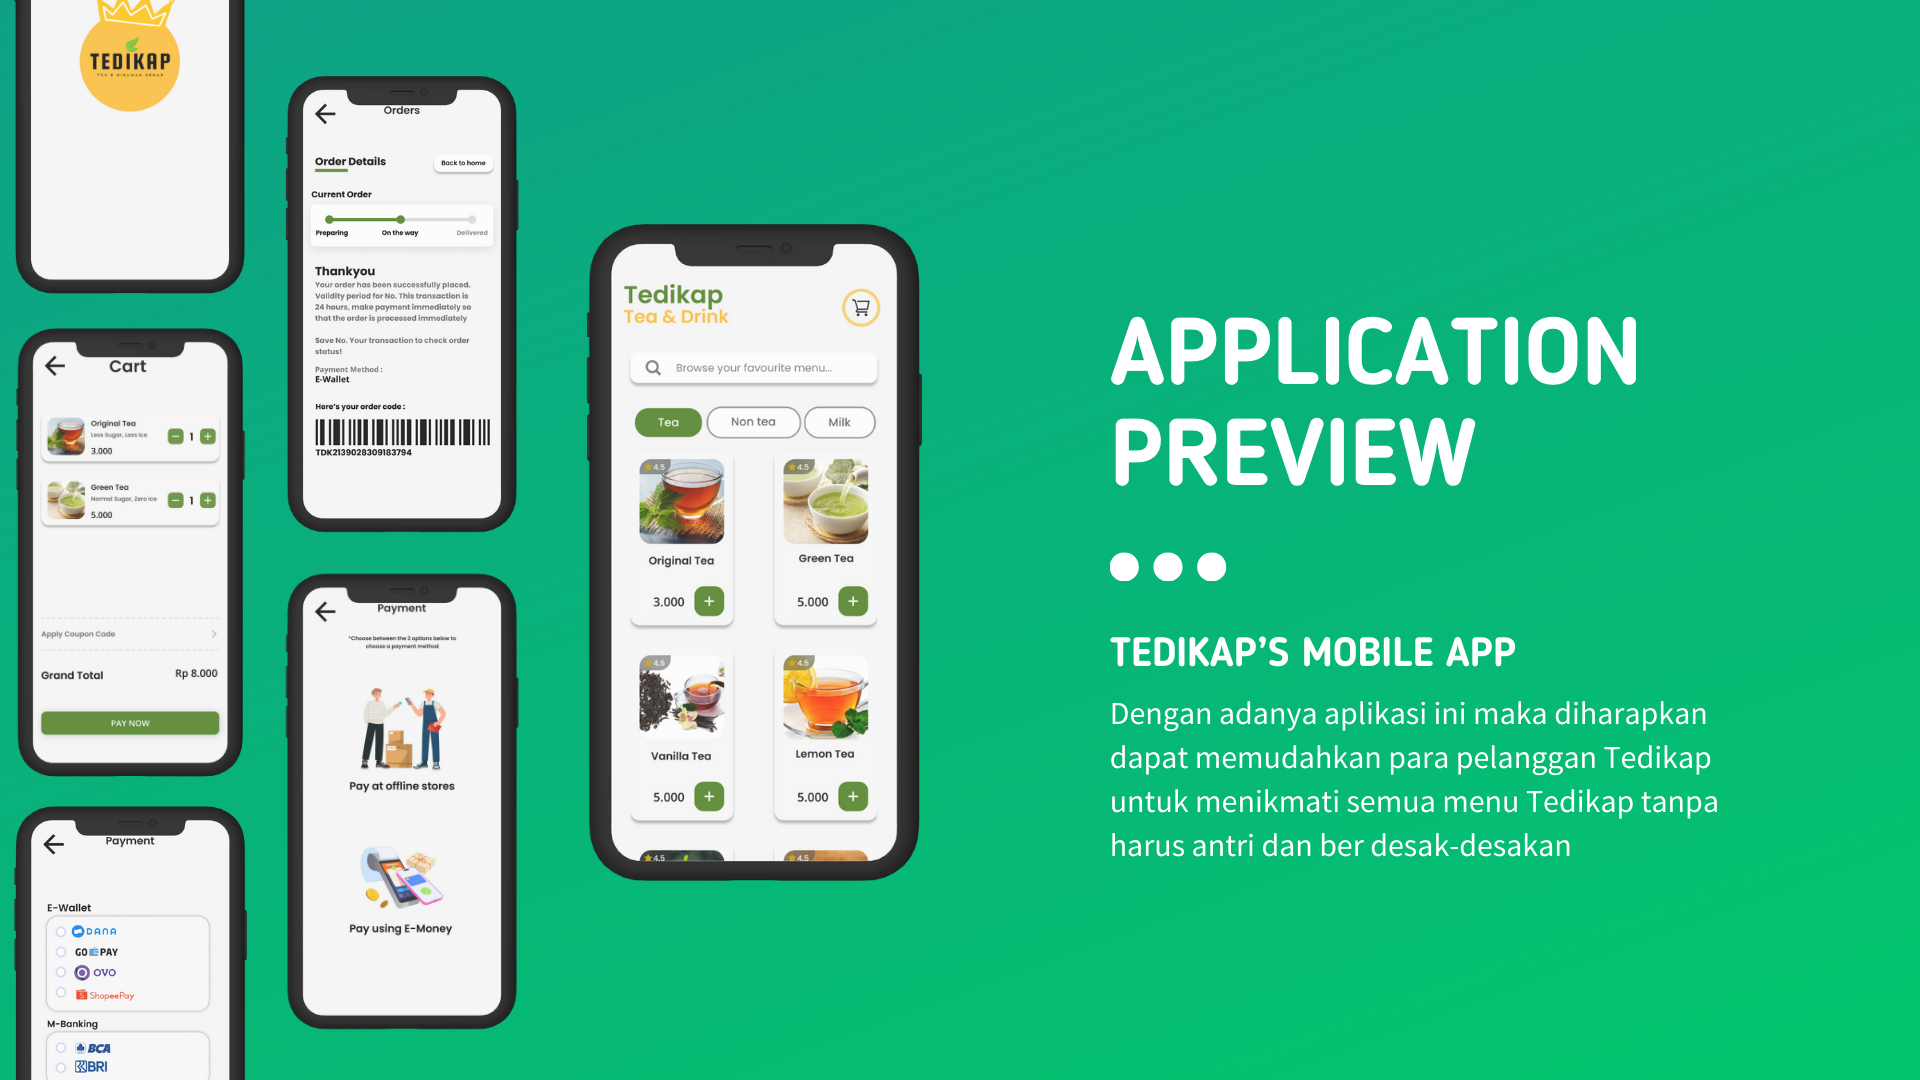 TEDIKAP
TEA & MINUMAN SEGAR
Cart
Original Tea
Less Sugar, Less Ice
3.000
1
Green Tea
Normal Sugar, Zero Ice
5.000
1
Apply Coupon Code
Grand Total
Rp 8.000
PAY NOW
Payment
E-Wallet
DANA
GO PAY
OVO
ShopeePay
M-Banking
BCA
BRI
Orders
Order Details
Back to home
Current Order
Preparing
On the way
Delivered
Thankyou
Your order has been successfully placed.
Validity period for No. This transaction is
24 hours, make payment immediately so
that the order is processed immediately
Save No. Your transaction to check order
status!
Payment Method :
E-Wallet
Here's your order code :
TDK2139028309183794
Payment
*Choose between the 2 options below to
choose a payment method
Pay at offline stores
Pay using E-Money
Tedikap
Tea & Drink
Browse your favourite menu...
Tea
Non tea
Milk
4.5
Original Tea
3.000
4.5
Green Tea
5.000
4.5
Vanilla Tea
5.000
4.5
Lemon Tea
5.000
4.5
4.5
APPLICATION
PREVIEW
TEDIKAP'S MOBILE APP
Dengan adanya aplikasi ini maka diharapkan
dapat memudahkan para pelanggan Tedikap
untuk menikmati semua menu Tedikap tanpa
harus antri dan ber desak-desakan